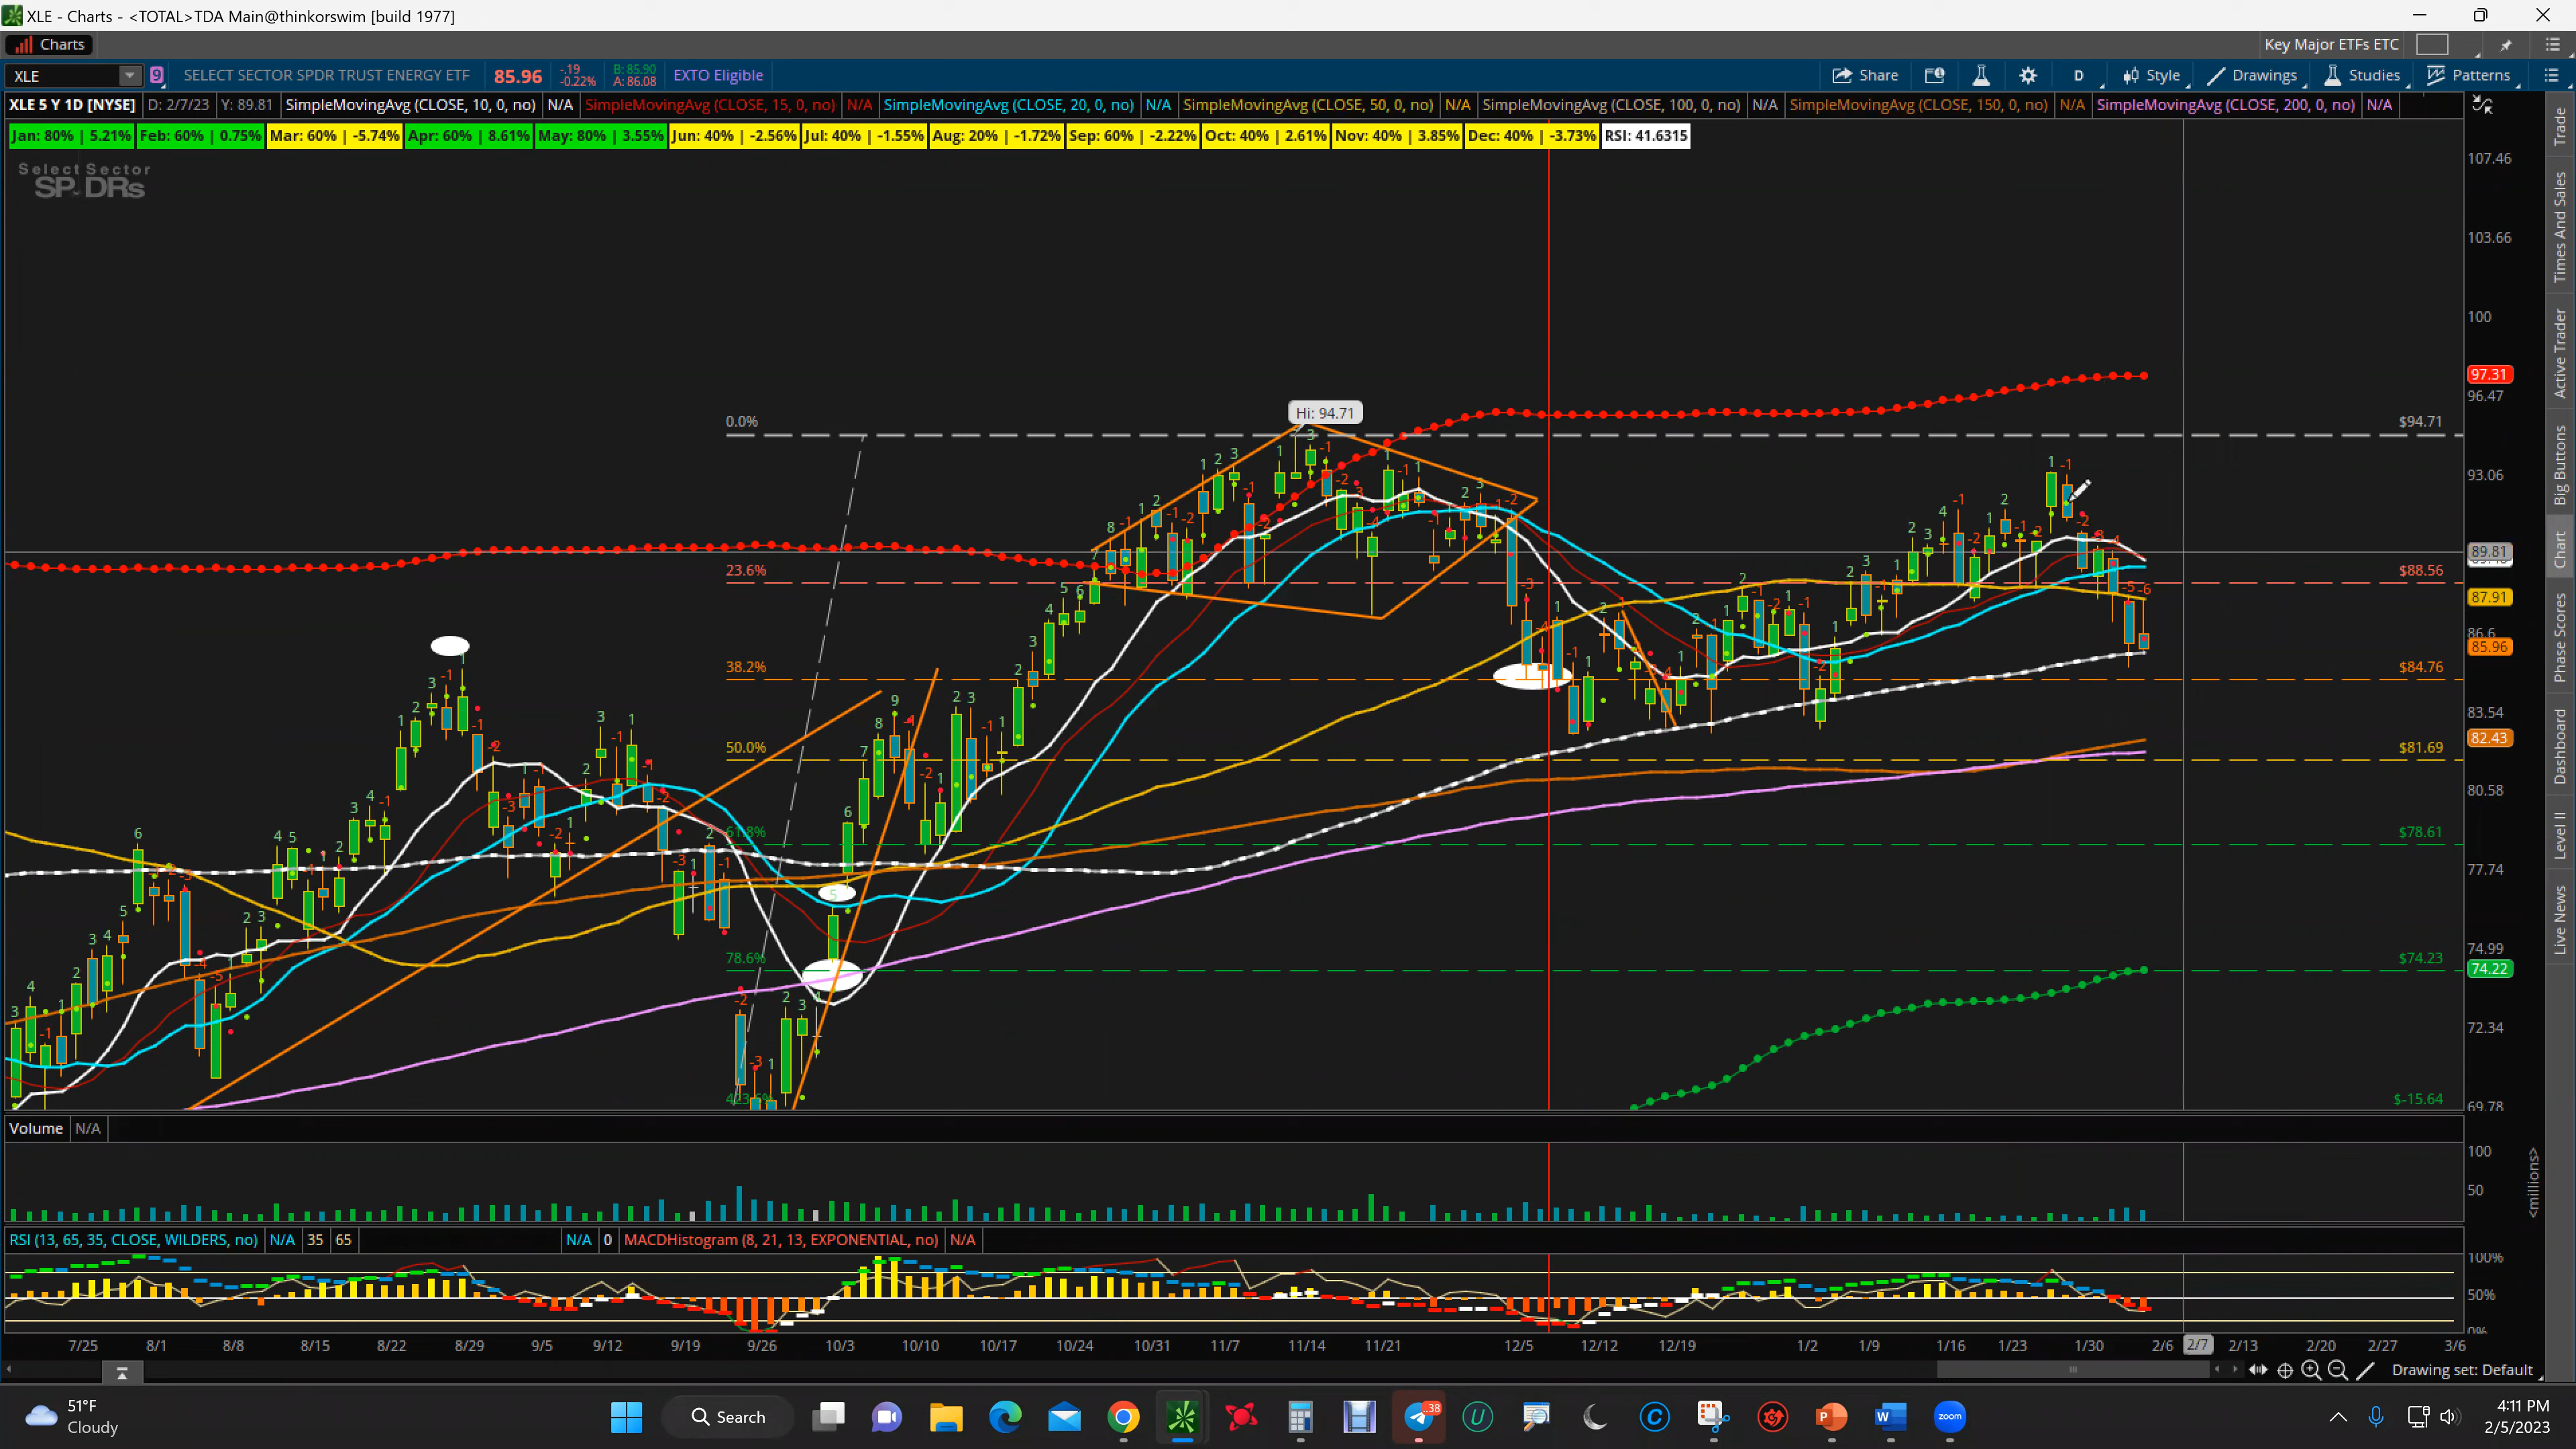 XLE - Charts - <TOTAL>TDA Main@thinkorswim [build 1977]
Charts
Key Major ETFs ETC
XLE 9 SELECT SECTOR SPDR TRUST ENERGY ETF 85.96 -.19 -0.22% B: 85.90 A: 86.08 EXTO Eligible
Share D Style Drawings Studies Patterns
XLE 5 Y 1D [NYSE] D: 2/7/23 Y: 89.81 SimpleMovingAvg (CLOSE, 10, 0, no) N/A SimpleMovingAvg (CLOSE, 15, 0, no) N/A SimpleMovingAvg (CLOSE, 20, 0, no) N/A SimpleMovingAvg (CLOSE, 50, 0, no) N/A SimpleMovingAvg (CLOSE, 100, 0, no) N/A SimpleMovingAvg (CLOSE, 150, 0, no) N/A SimpleMovingAvg (CLOSE, 200, 0, no) N/A
Jan: 80% | 5.21% Feb: 60% | 0.75% Mar: 60% | -5.74% Apr: 60% | 8.61% May: 80% | 3.55% Jun: 40% | -2.56% Jul: 40% | -1.55% Aug: 20% | -1.72% Sep: 60% | -2.22% Oct: 40% | 2.61% Nov: 40% | 3.85% Dec: 40% | -3.73% RSI: 41.6315
Select Sector
SPDRs
107.46
103.66
100
97.31
96.47
Hi: 94.71
0.0% $94.71
93.06
89.81
23.6% $88.56
87.91
86.6
85.96
38.2% $84.76
83.54
82.43
50.0% $81.69
80.58
61.8% $78.61
77.74
74.99
78.6% $74.23
74.22
72.34
423.6% $-15.64
69.78
Trade
Times And Sales
Active Trader
Big Buttons
Chart
Phase Scores
Dashboard
Level II
Live News
Volume N/A
100
50
<millions>
RSI (13, 65, 35, CLOSE, WILDERS, no) N/A 35 65 N/A 0 MACDHistogram (8, 21, 13, EXPONENTIAL, no) N/A
100%
50%
0%
7/25 8/1 8/8 8/15 8/22 8/29 9/5 9/12 9/19 9/26 10/3 10/10 10/17 10/24 10/31 11/7 11/14 11/21 12/5 12/12 12/19 1/2 1/9 1/16 1/23 1/30 2/6 2/7 2/13 2/20 2/27 3/6
Drawing set: Default
51°F
Cloudy
Search
38
zoom
4:11 PM
2/5/2023